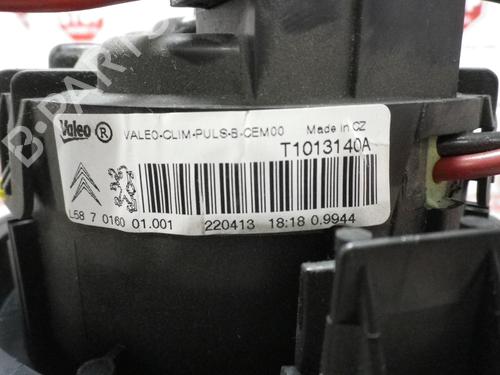 Valeo ® VALEO-CLIM-PULS-B-CEM00 Made in CZ
T1013140A
L58 7 0160 01.001 220413 18:18 0.9944
B-PARTS